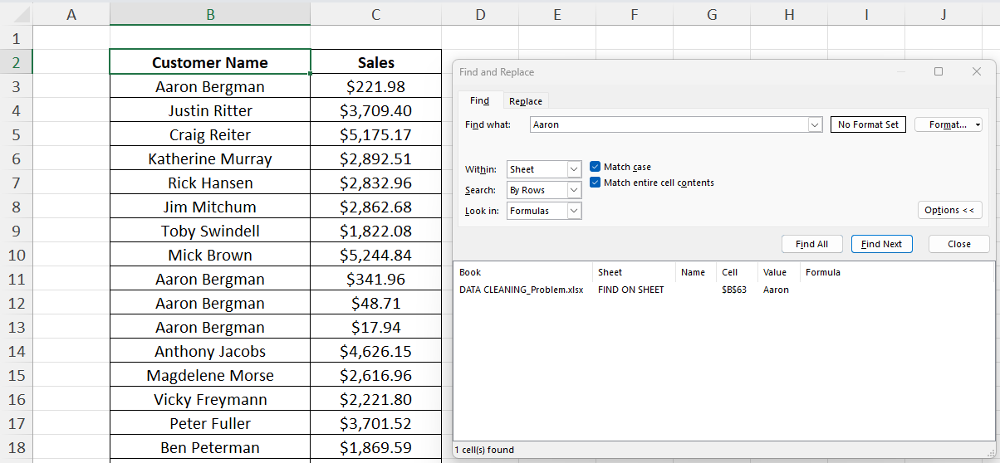 A B C D E F G H I J
1
2 Customer Name Sales
3 Aaron Bergman $221.98
4 Justin Ritter $3,709.40
5 Craig Reiter $5,175.17
6 Katherine Murray $2,892.51
7 Rick Hansen $2,832.96
8 Jim Mitchum $2,862.68
9 Toby Swindell $1,822.08
10 Mick Brown $5,244.84
11 Aaron Bergman $341.96
12 Aaron Bergman $48.71
13 Aaron Bergman $17.94
14 Anthony Jacobs $4,626.15
15 Magdelene Morse $2,616.96
16 Vicky Freymann $2,221.80
17 Peter Fuller $3,701.52
18 Ben Peterman $1,869.59
Find and Replace
Find Replace
Find what: Aaron No Format Set Format...
Within: Sheet Match case
Search: By Rows Match entire cell contents
Look in: Formulas Options <<
Find All Find Next Close
Book Sheet Name Cell Value Formula
DATA CLEANING_Problem.xlsx FIND ON SHEET $B$63 Aaron
1 cell(s) found